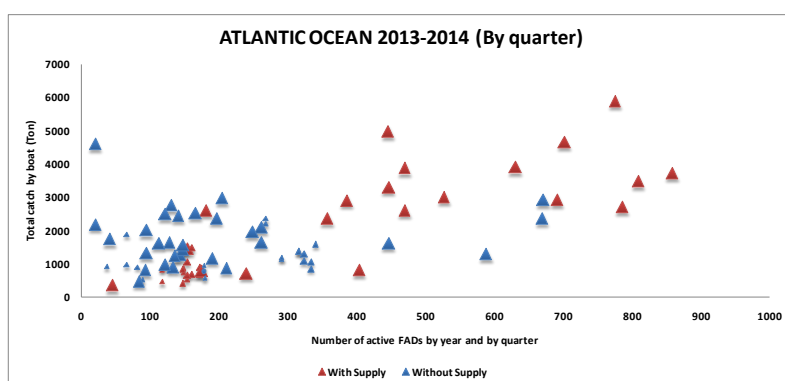 ATLANTIC OCEAN 2013-2014 (By quarter)
Total catch by boat (Ton)
7000
6000
5000
4000
3000
2000
1000
0
0 100 200 300 400 500 600 700 800 900 1000
Number of active FADs by year and by quarter
With Supply Without Supply